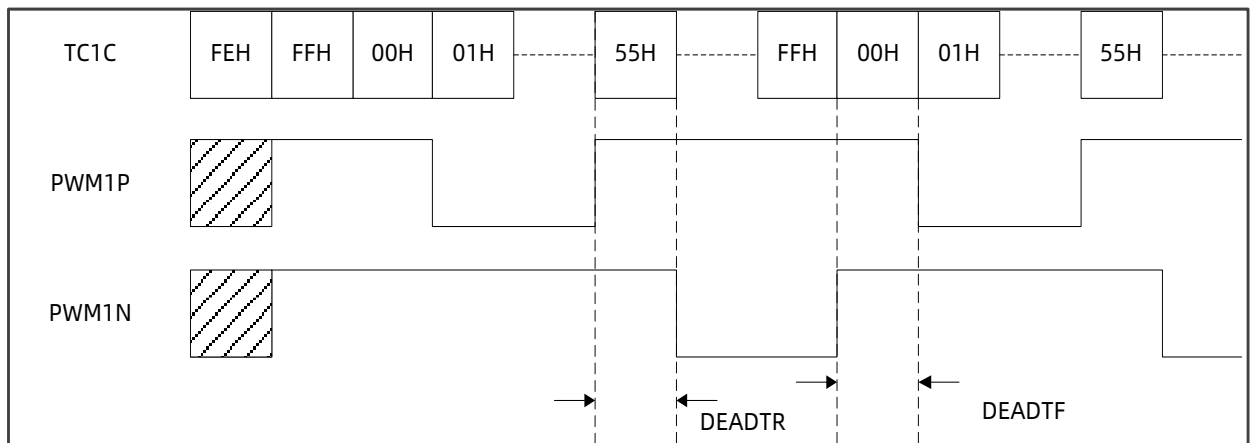 TC1C FEH FFH 00H 01H 55H FFH 00H 01H 55H
PWM1P
PWM1N
DEADTR
DEADTF